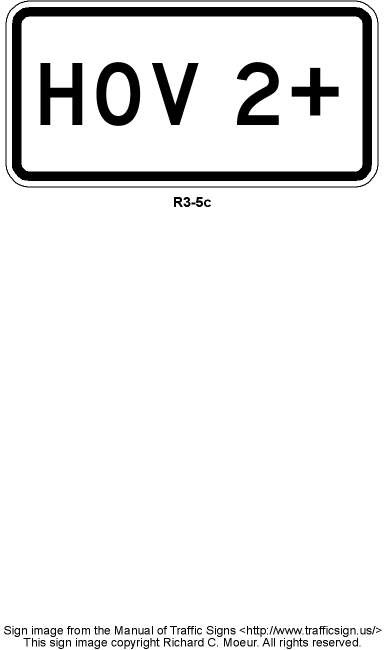 HOV 2+
R3-5c
Sign image from the Manual of Traffic Signs <http://www.trafficsign.us/>
This sign image copyright Richard C. Moeur. All rights reserved.